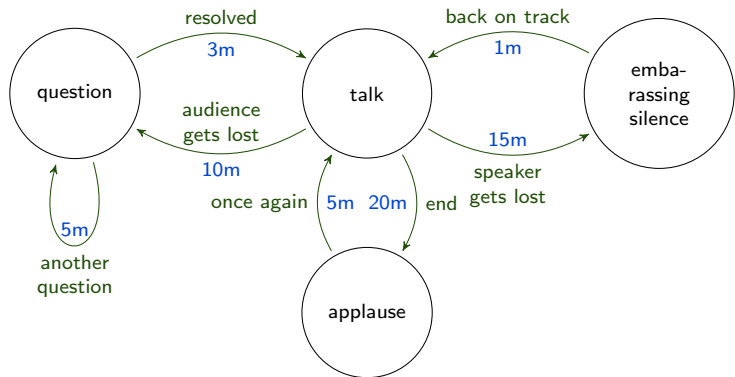 resolved
3m
back on track
1m
question
audience
gets lost
10m
talk
emba-
rassing
silence
15m
speaker
gets lost
once again
5m
20m
end
5m
another
question
applause